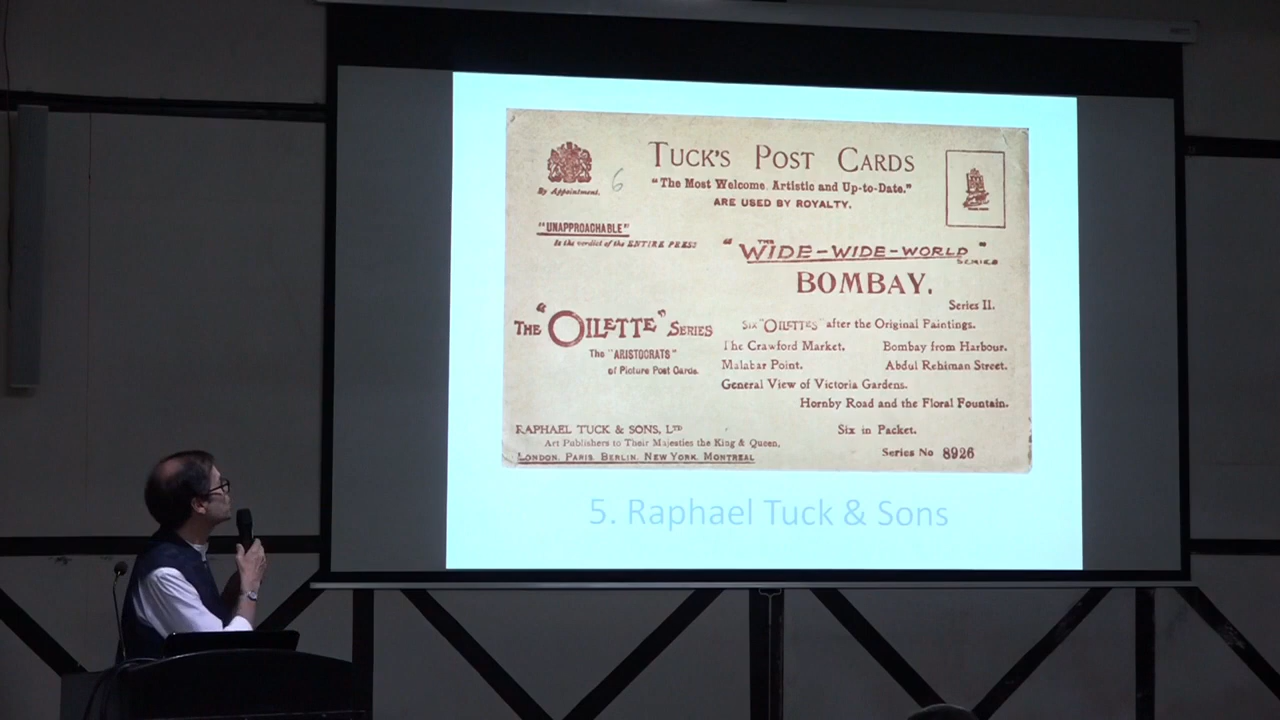 TUCK'S POST CARDS
"The Most Welcome, Artistic and Up-to-Date."
ARE USED BY ROYALTY.
By Appointment.
6
"UNAPPROACHABLE"
Is the verdict of the ENTIRE PRESS
"THE WIDE-WIDE-WORLD" SERIES
BOMBAY.
Series II.
THE "OILETTE" SERIES
The "ARISTOCRATS"
of Picture Post Cards.
Six "OILETTES" after the Original Paintings.
The Crawford Market. Bombay from Harbour.
Malabar Point. Abdul Rehiman Street.
General View of Victoria Gardens.
Hornby Road and the Floral Fountain.
RAPHAEL TUCK & SONS, LTD
Art Publishers to Their Majesties the King & Queen,
LONDON, PARIS, BERLIN, NEW YORK, MONTREAL
Six in Packet.
Series No 8926
5. Raphael Tuck & Sons